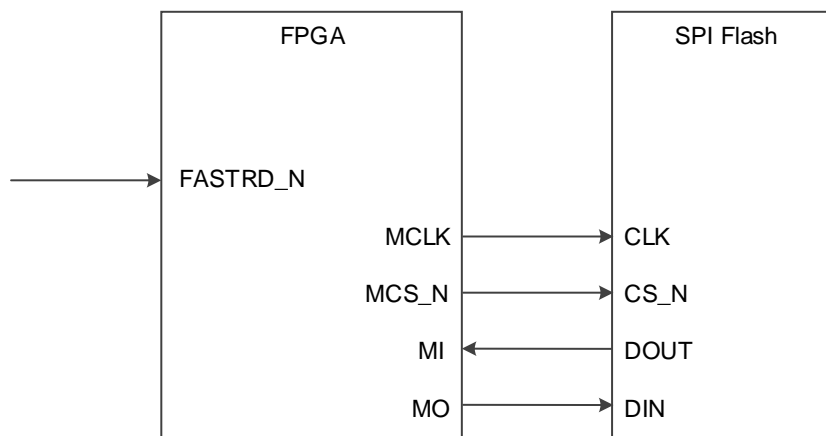 FPGA
SPI Flash
FASTRD_N
MCLK
CLK
MCS_N
CS_N
MI
DOUT
MO
DIN